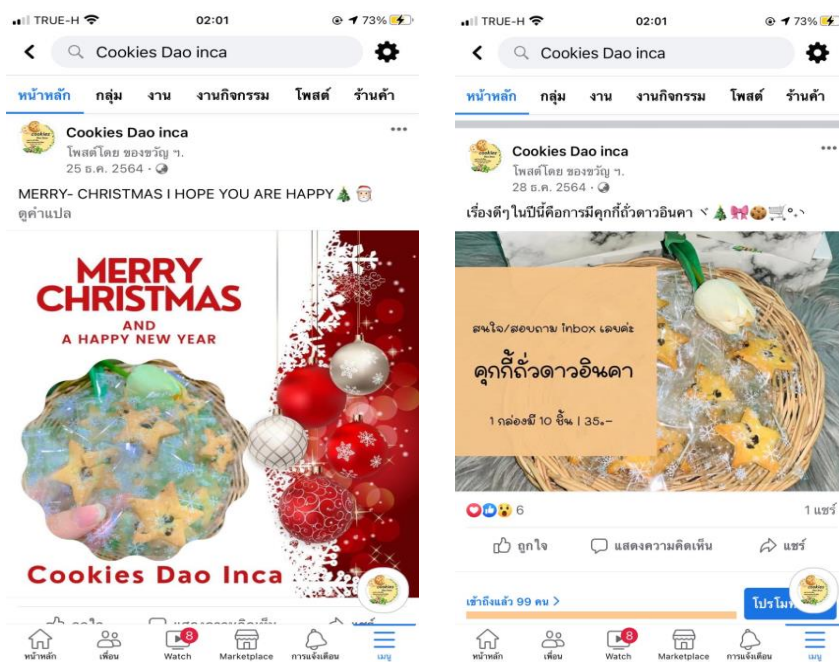 TRUE-H 02:01 73%
Cookies Dao inca
หน้าหลัก กลุ่ม งาน งานกิจกรรม โพสต์ ร้านค้า
Cookies Dao inca
โพสต์โดย ของขวัญ ฯ.
25 ธ.ค. 2564 ·
MERRY- CHRISTMAS I HOPE YOU ARE HAPPY🎄🎅
ดูคำแปล
MERRY
CHRISTMAS
AND
A HAPPY NEW YEAR
Cookies Dao Inca
หน้าหลัก เพื่อน Watch 8 Marketplace การแจ้งเตือน เมนู
TRUE-H 02:01 73%
Cookies Dao inca
หน้าหลัก กลุ่ม งาน งานกิจกรรม โพสต์ ร้านค้า
Cookies Dao inca
โพสต์โดย ของขวัญ ฯ.
28 ธ.ค. 2564 ·
เรื่องดีๆในปีนี้คือการมีคุกกี้ถั่วดาวอินคา ヾ🎄🎀🍪🛒°.、
สนใจ/สอบถาม inbox เลยค่ะ
คุกกี้ถั่วดาวอินคา
1 กล่องมี 10 ชิ้น | 35.-
6 1 แชร์
ถูกใจ แสดงความคิดเห็น แชร์
เข้าถึงแล้ว 99 คน >
หน้าหลัก เพื่อน Watch 8 Marketplace การแจ้งเตือน เมนู